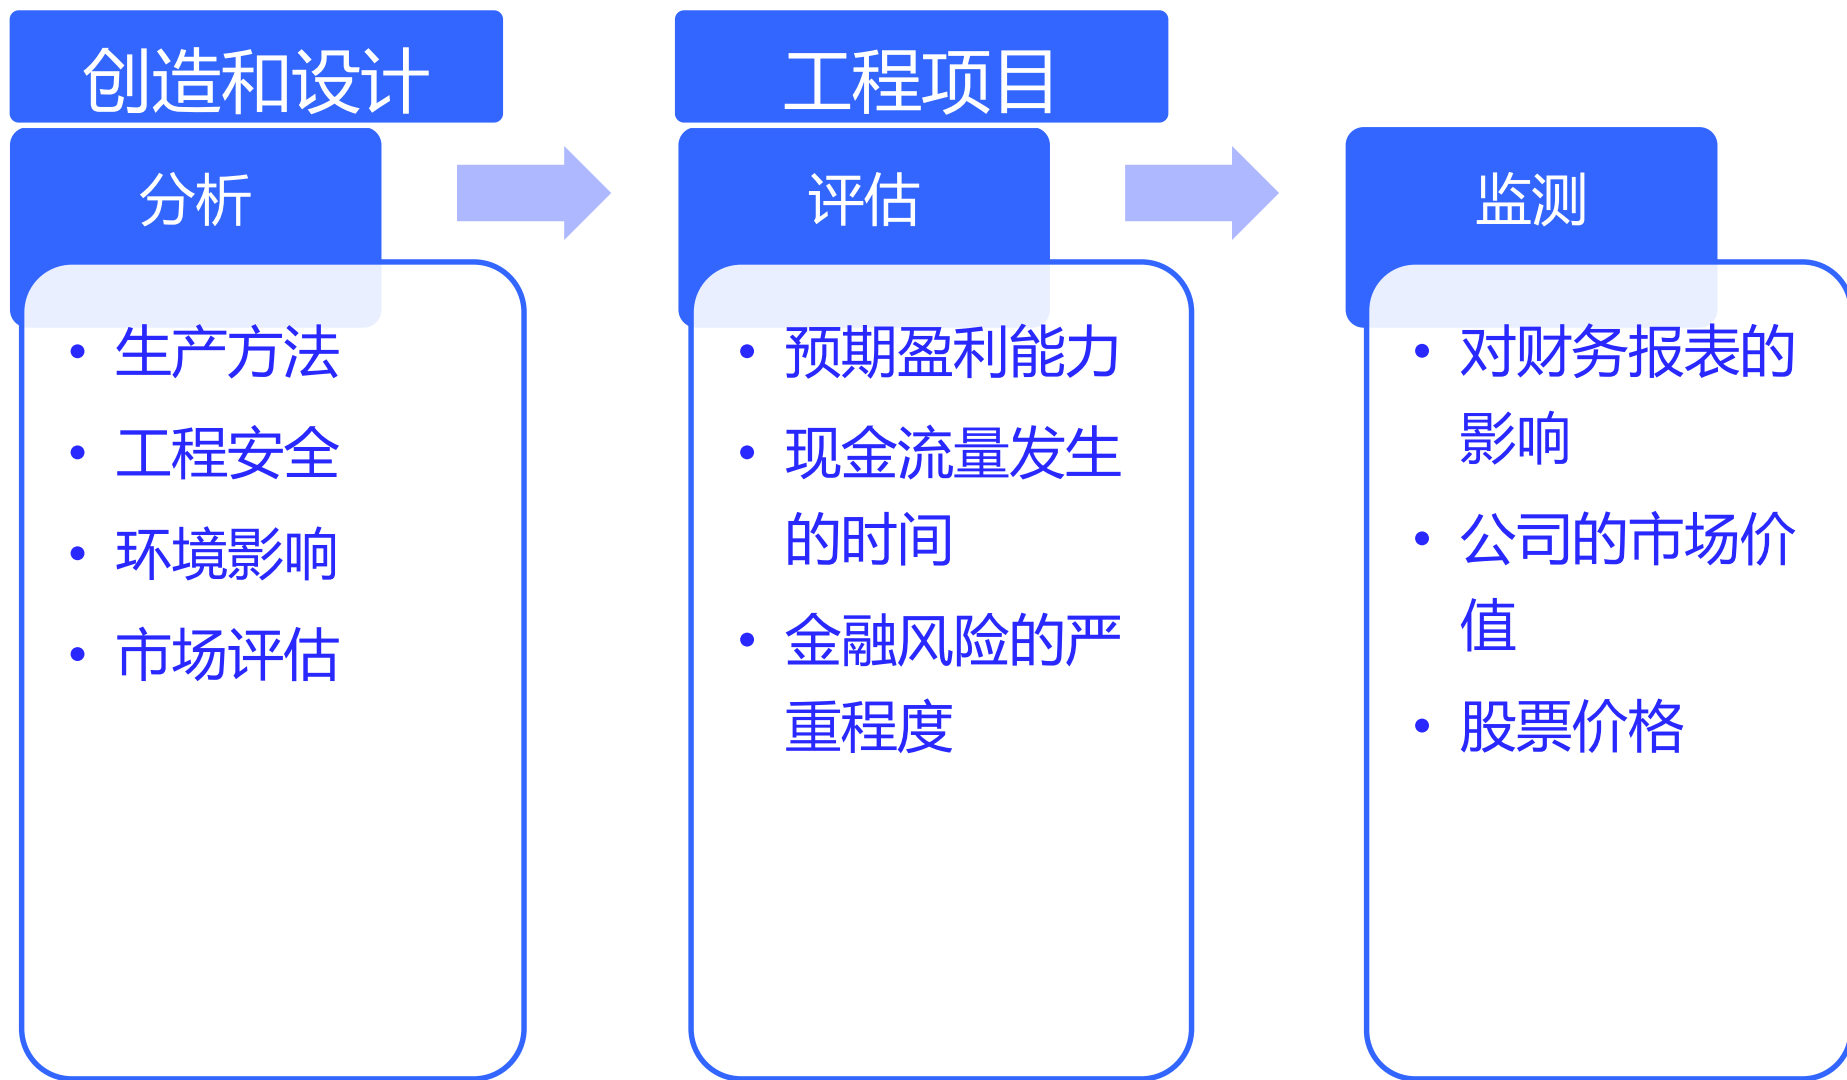 创造和设计
工程项目
分析
评估
监测
• 生产方法
• 工程安全
• 环境影响
• 市场评估
• 预期盈利能力
• 现金流量发生
的时间
• 金融风险的严
重程度
• 对财务报表的
影响
• 公司的市场价
值
• 股票价格